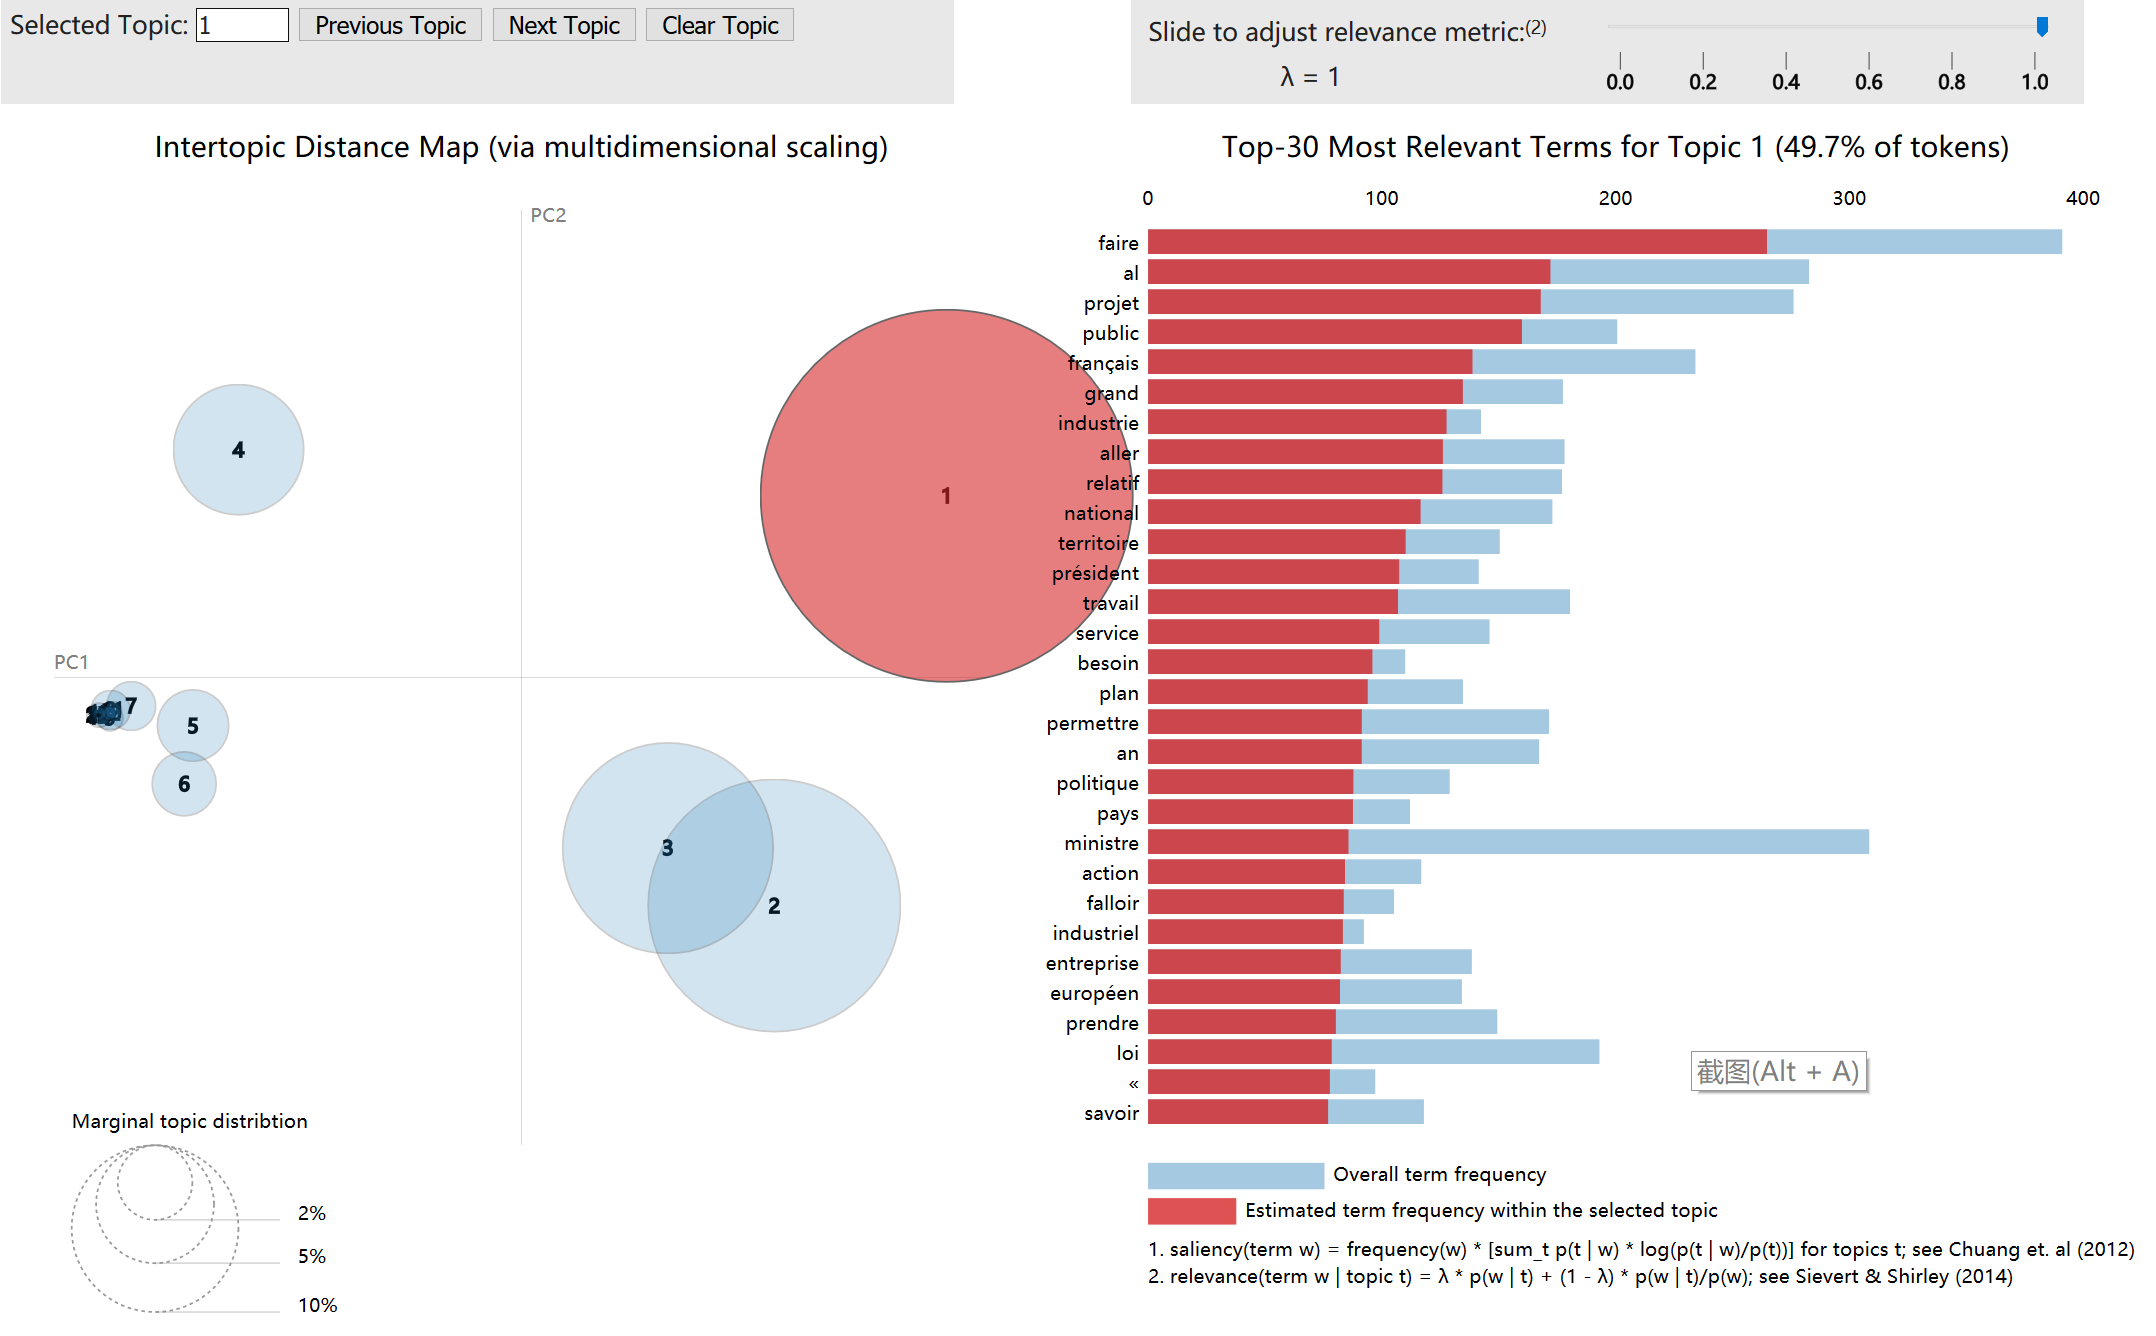 Selected Topic: 1 Previous Topic Next Topic Clear Topic
Slide to adjust relevance metric:(2)
λ = 1
0.0 0.2 0.4 0.6 0.8 1.0
Intertopic Distance Map (via multidimensional scaling)
PC2
PC1
1
4
7
5
6
3
2
Marginal topic distribtion
2%
5%
10%
Top-30 Most Relevant Terms for Topic 1 (49.7% of tokens)
0 100 200 300 400
faire
al
projet
public
français
grand
industrie
aller
relatif
national
territoire
président
travail
service
besoin
plan
permettre
an
politique
pays
ministre
action
falloir
industriel
entreprise
européen
prendre
loi
«
savoir
截图(Alt + A)
Overall term frequency
Estimated term frequency within the selected topic
1. saliency(term w) = frequency(w) * [sum_t p(t | w) * log(p(t | w)/p(t))] for topics t; see Chuang et. al (2012)
2. relevance(term w | topic t) = λ * p(w | t) + (1 - λ) * p(w | t)/p(w); see Sievert & Shirley (2014)